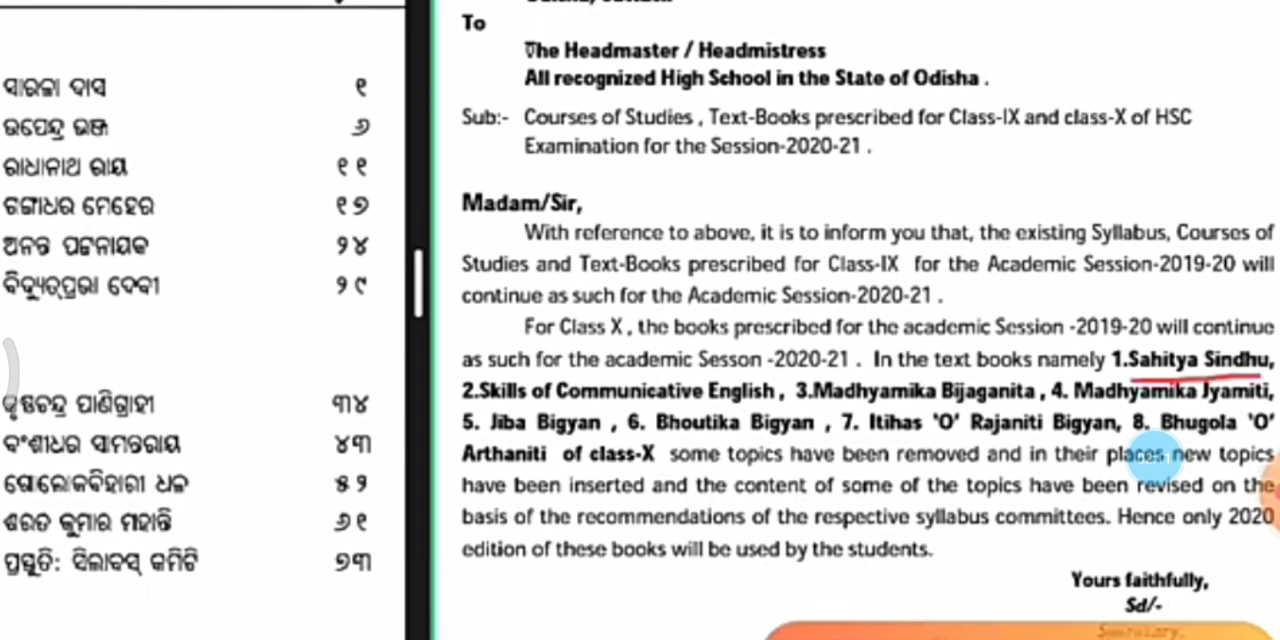 ସାରଳା ଦାସ ୧
ଉପେନ୍ଦ୍ର ଭଞ୍ଜ ୬
ରାଧାନାଥ ରାୟ ୧୧
ଗଙ୍ଗାଧର ମେହେର ୧୭
ଅନନ୍ତ ପଟ୍ଟନାୟକ ୨୪
ବିଦ୍ୟୁତ୍‌ପ୍ରଭା ଦେବୀ ୨୯
କୃଷ୍ଣଚନ୍ଦ୍ର ପାଣିଗ୍ରାହୀ ୩୪
ବଂଶୀଧର ସାମନ୍ତରାୟ ୪୩
ଗୋଲୋକବିହାରୀ ଧଳ ୫୨
ଶରତ କୁମାର ମହାନ୍ତି ୬୧
ପ୍ରସ୍ତୁତି: ସିଲାବସ୍ କମିଟି ୭୩
To
The Headmaster / Headmistress
All recognized High School in the State of Odisha .
Sub:- Courses of Studies , Text-Books prescribed for Class-IX and class-X of HSC
Examination for the Session-2020-21 .
Madam/Sir,
With reference to above, it is to inform you that, the existing Syllabus, Courses of
Studies and Text-Books prescribed for Class-IX for the Academic Session-2019-20 will
continue as such for the Academic Session-2020-21 .
For Class X , the books prescribed for the academic Session -2019-20 will continue
as such for the academic Sesson -2020-21 . In the text books namely 1.Sahitya Sindhu,
2.Skills of Communicative English , 3.Madhyamika Bijaganita , 4. Madhyamika Jyamiti,
5. Jiba Bigyan , 6. Bhoutika Bigyan , 7. Itihas 'O' Rajaniti Bigyan, 8. Bhugola 'O'
Arthaniti of class-X some topics have been removed and in their places new topics
have been inserted and the content of some of the topics have been revised on the
basis of the recommendations of the respective syllabus committees. Hence only 2020
edition of these books will be used by the students.
Yours faithfully,
Sd/-
Secretary.